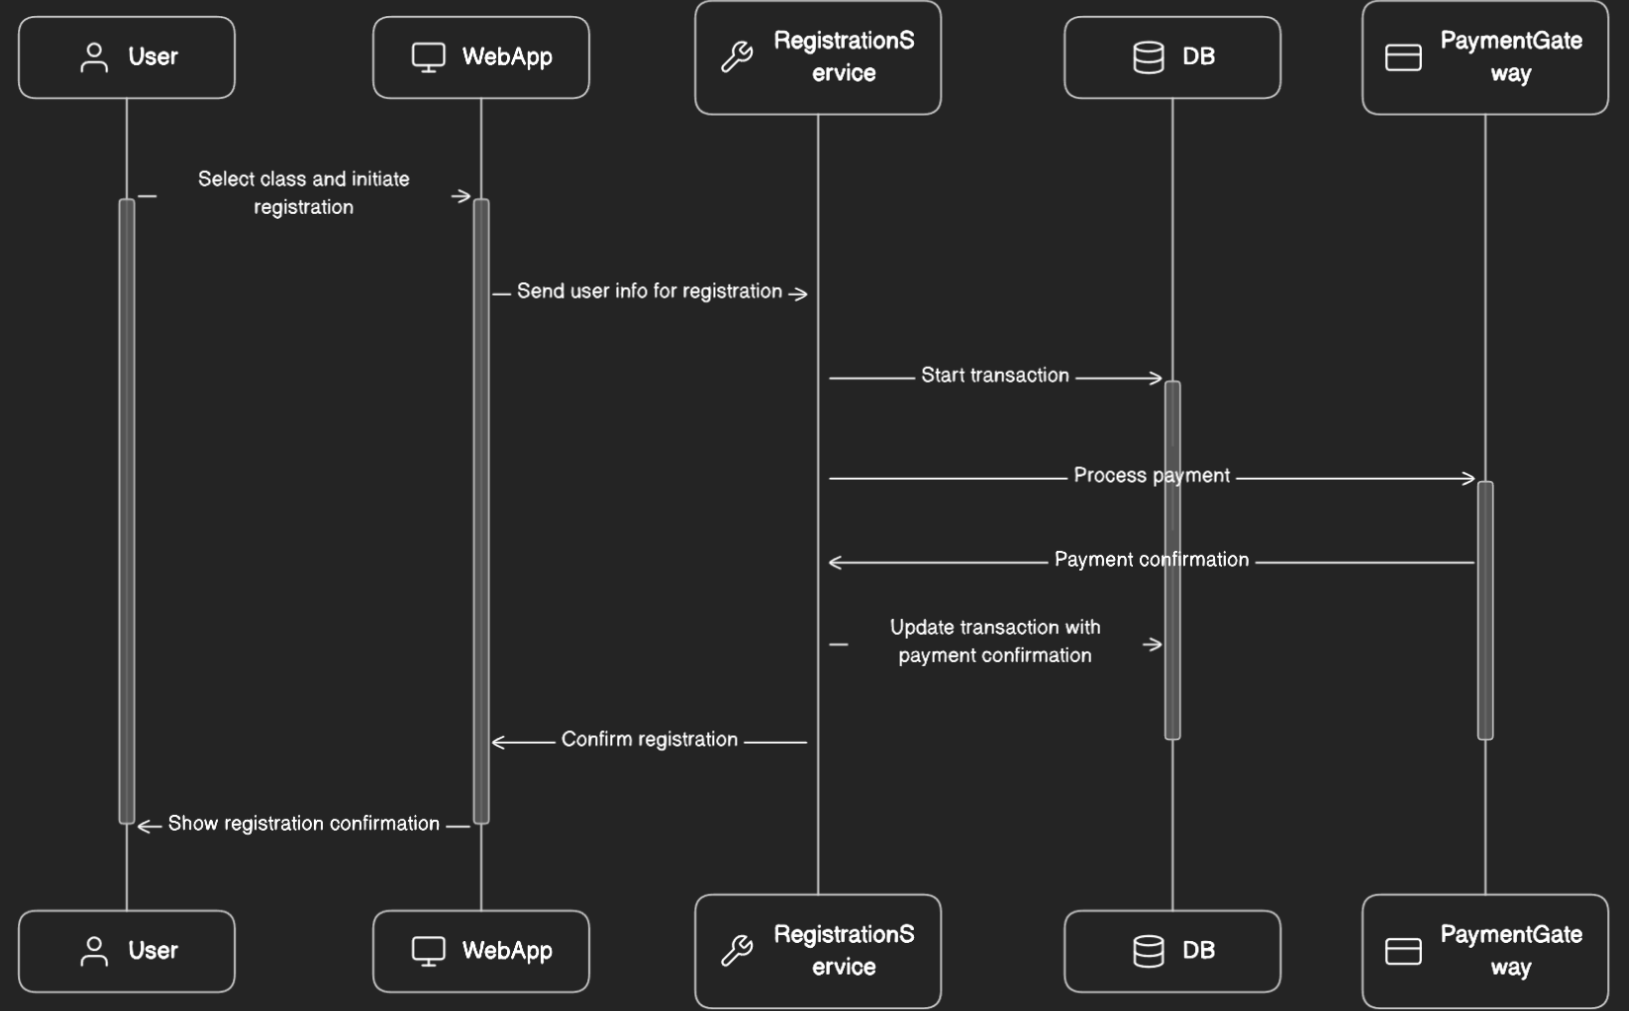 User
WebApp
RegistrationS
ervice
DB
PaymentGate
way
Select class and initiate
registration
Send user info for registration
Start transaction
Process payment
Payment confirmation
Update transaction with
payment confirmation
Confirm registration
Show registration confirmation
User
WebApp
RegistrationS
ervice
DB
PaymentGate
way